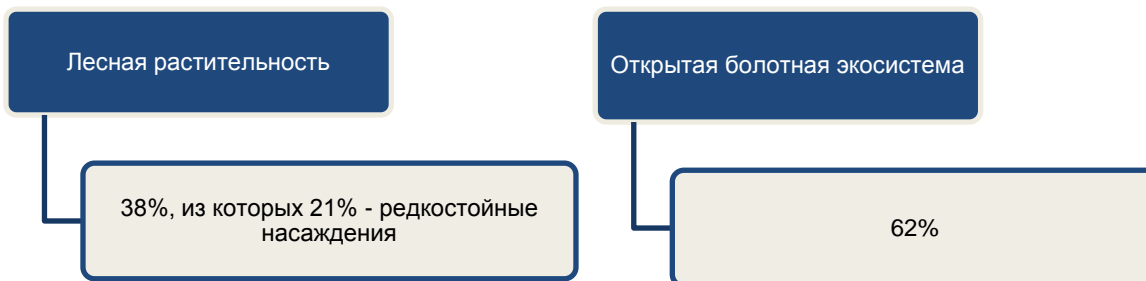 Лесная растительность
38%, из которых 21% - редкостойные
насаждения
Открытая болотная экосистема
62%